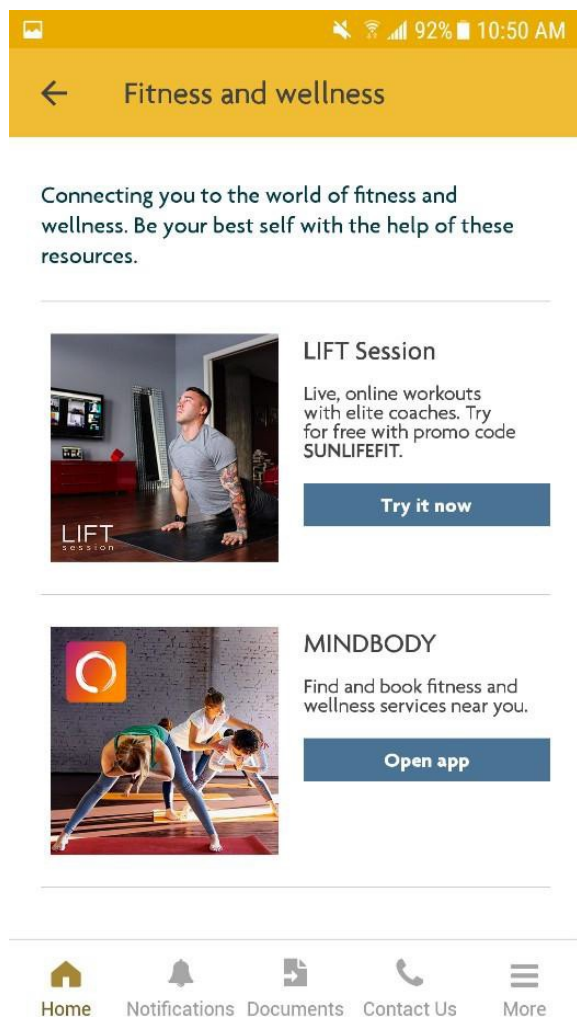 92% 10:50 AM
Fitness and wellness
Connecting you to the world of fitness and
wellness. Be your best self with the help of these
resources.
LIFT
session
LIFT Session
Live, online workouts
with elite coaches. Try
for free with promo code
SUNLIFEFIT.
Try it now
MINDBODY
Find and book fitness and
wellness services near you.
Open app
Home Notifications Documents Contact Us More